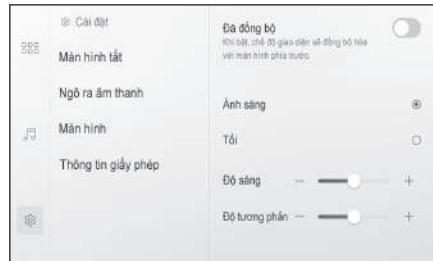 Cài đặt
Màn hình tắt
Ngõ ra âm thanh
Màn hình
Thông tin giấy phép
Đã đồng bộ
Khi bật, chế độ giao diện sẽ đồng bộ hóa
với màn hình phía trước.
Ánh sáng
Tối
Độ sáng
Độ tương phản